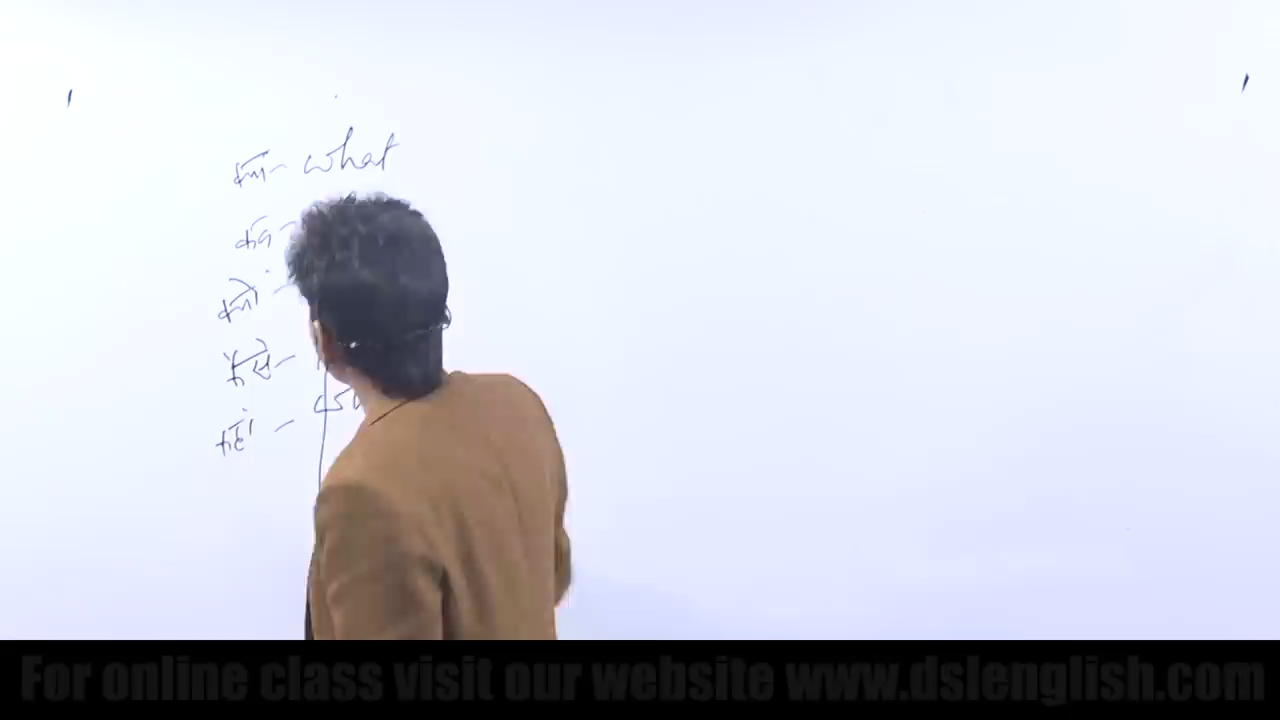 क्या - what
कब -
क्यों -
कैसे -
कहाँ -
For online class visit our website www.dslenglish.com